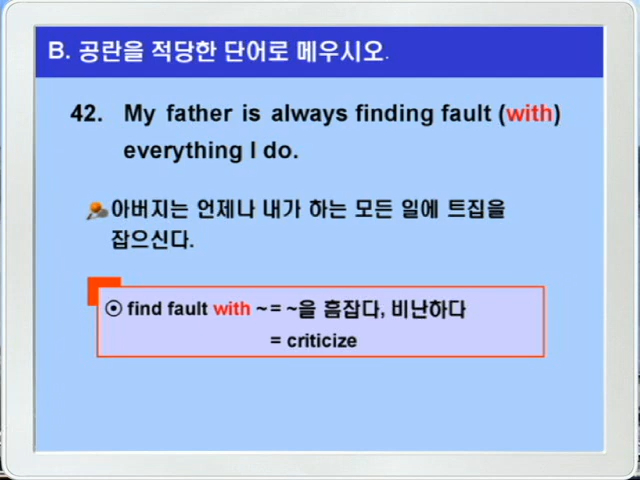 B. 공란을 적당한 단어로 메우시오.
42. My father is always finding fault (with)
everything I do.
아버지는 언제나 내가 하는 모든 일에 트집을
잡으신다.
⊙ find fault with ~ = ~을 흠잡다, 비난하다
= criticize